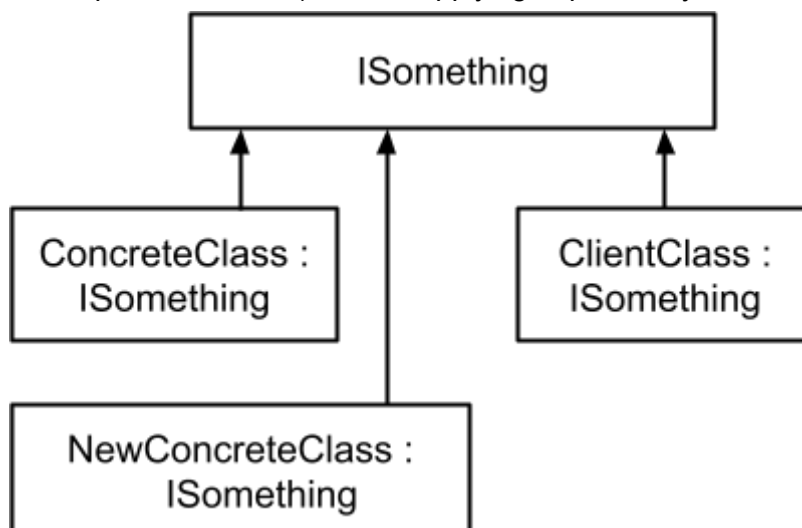 ISomething
ConcreteClass :
ISomething
ClientClass :
ISomething
NewConcreteClass :
ISomething